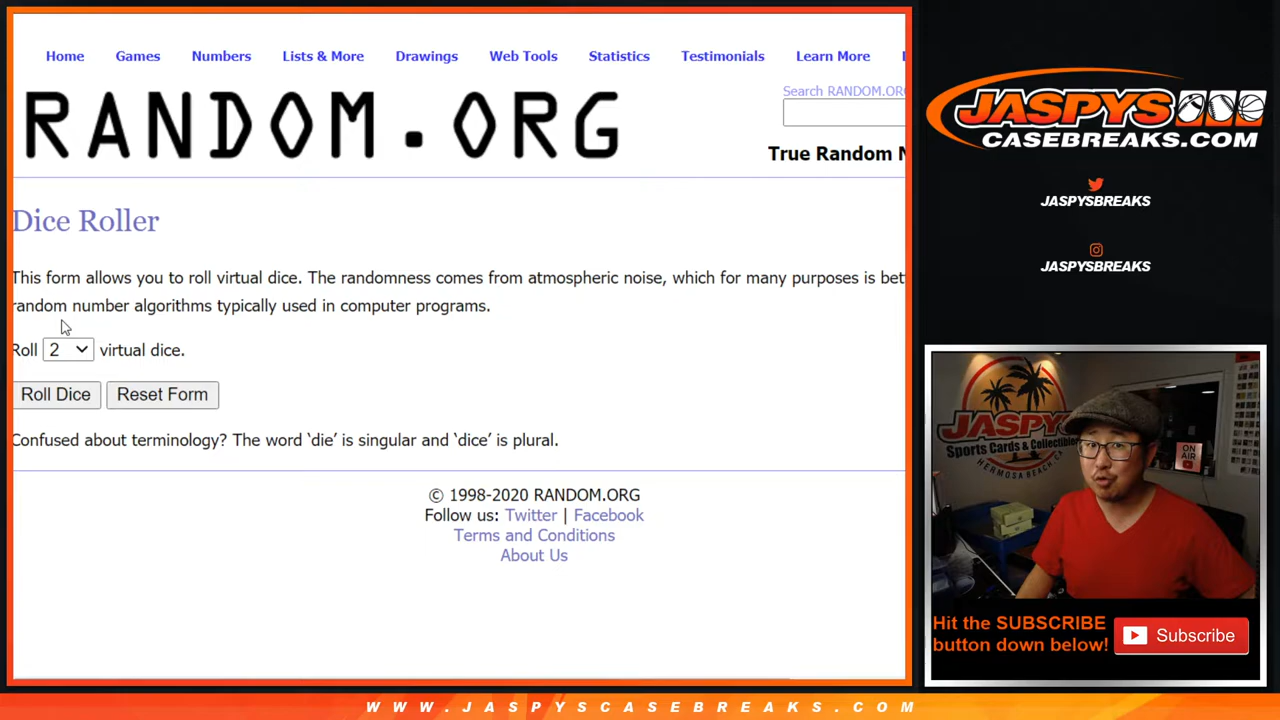 Home Games Numbers Lists & More Drawings Web Tools Statistics Testimonials Learn More
Search RANDOM.ORG
RANDOM.ORG
True Random N
Dice Roller
This form allows you to roll virtual dice. The randomness comes from atmospheric noise, which for many purposes is bet
random number algorithms typically used in computer programs.
Roll 2 virtual dice.
Roll Dice Reset Form
Confused about terminology? The word ‘die’ is singular and ‘dice’ is plural.
© 1998-2020 RANDOM.ORG
Follow us: Twitter | Facebook
Terms and Conditions
About Us
JASPYS
CASEBREAKS.COM
JASPYSBREAKS
JASPYSBREAKS
JASPYS
Sports Cards & Collectibles
HERMOSA BEACH, CA
ON AIR
Hit the SUBSCRIBE
button down below!
Subscribe
WWW.JASPYSCASEBREAKS.COM